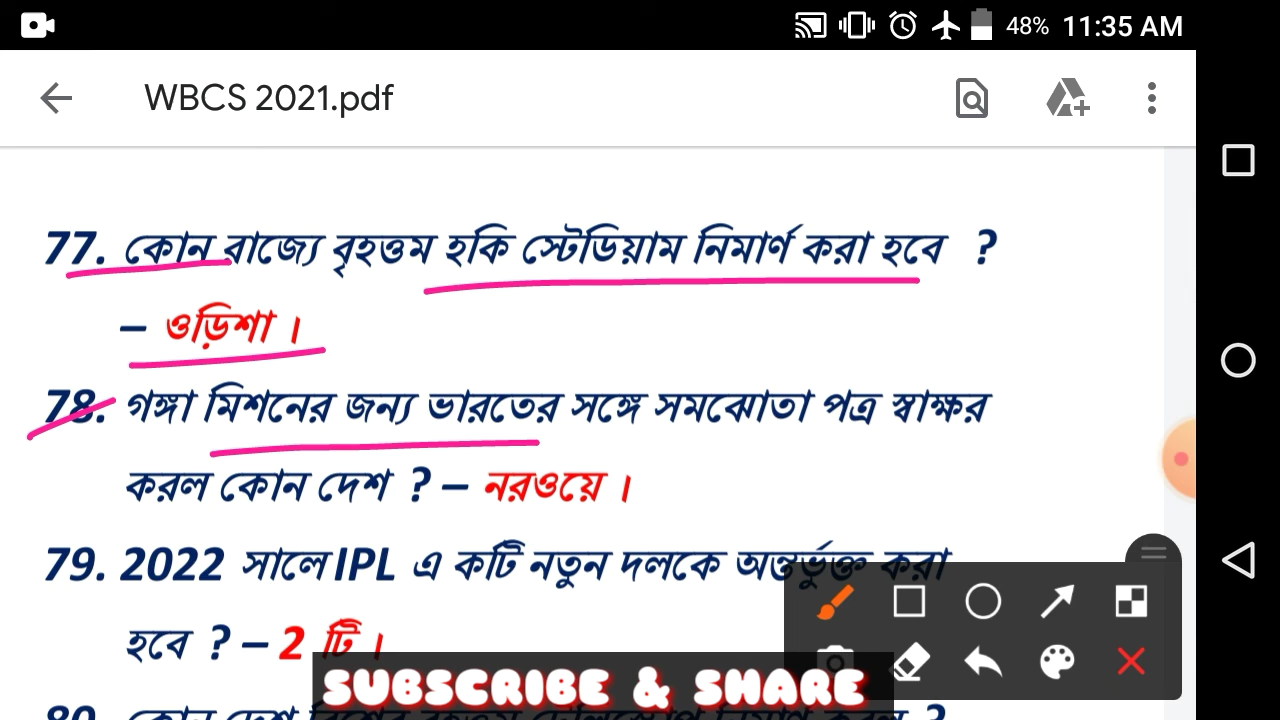 48% 11:35 AM
WBCS 2021.pdf
77. কোন রাজ্যে বৃহত্তম হকি স্টেডিয়াম নিমার্ণ করা হবে ?
– ওড়িশা ।
78. গঙ্গা মিশনের জন্য ভারতের সঙ্গে সমঝোতা পত্র স্বাক্ষর
করল কোন দেশ ? – নরওয়ে ।
79. 2022 সালে IPL এ কটি নতুন দলকে অন্তর্ভুক্ত করা
হবে ? – 2 টি ।
SUBSCRIBE & SHARE
80. কোন দেশ